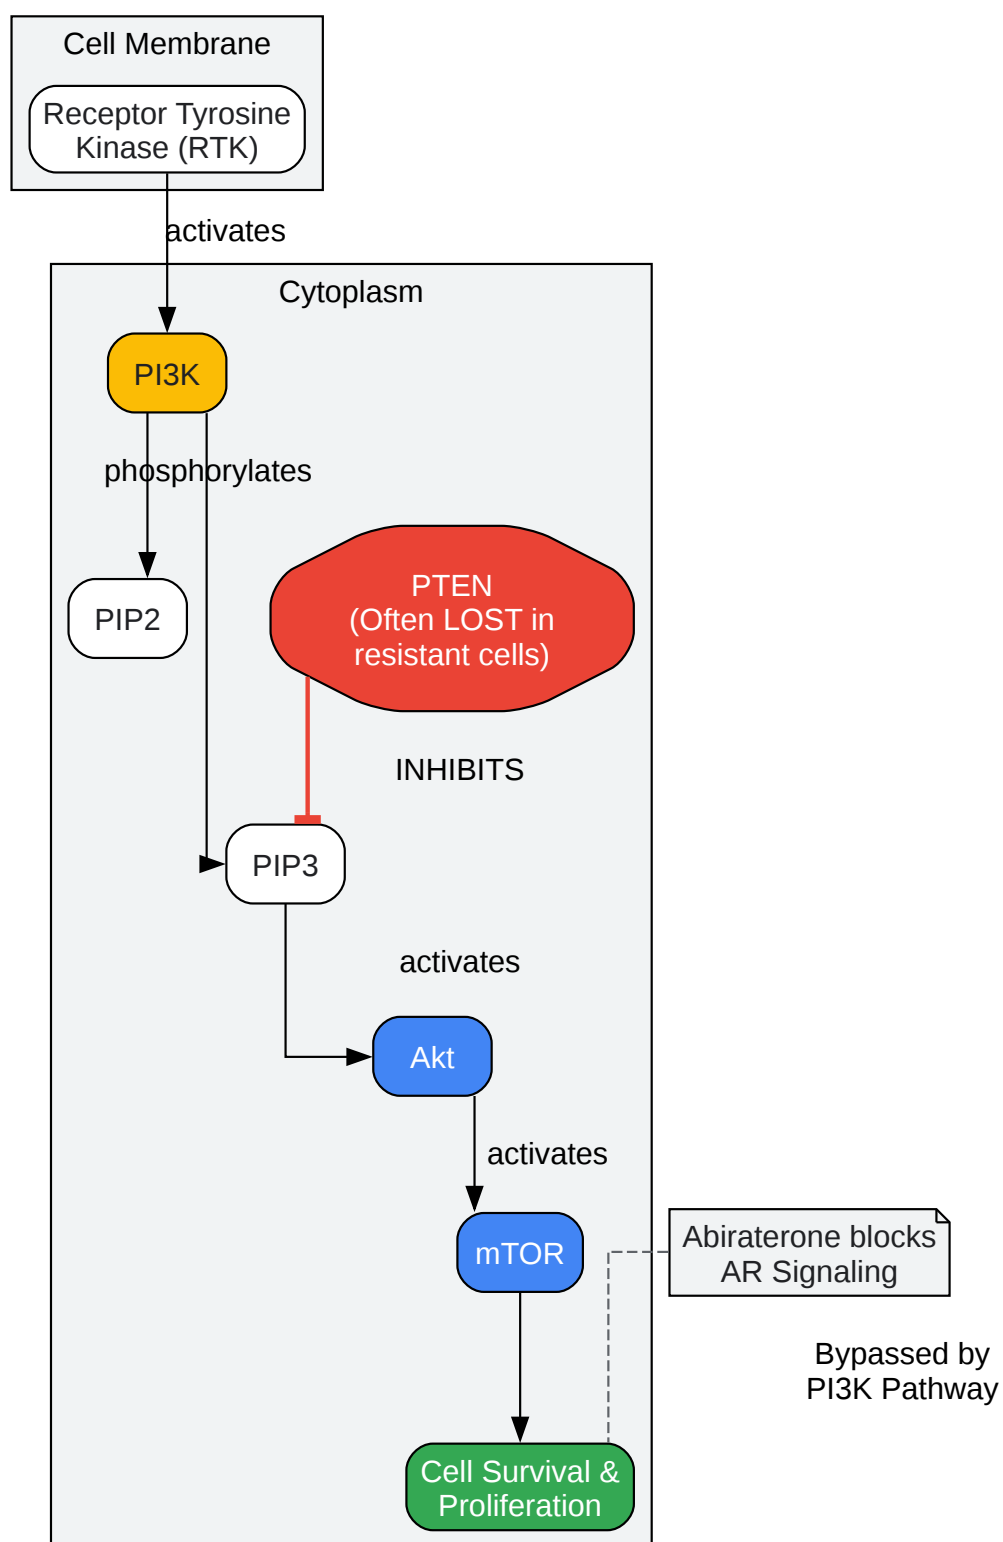 Cell Membrane
Receptor Tyrosine
Kinase (RTK)
activates
Cytoplasm
PI3K
phosphorylates
PIP2
PTEN
(Often LOST in
resistant cells)
INHIBITS
PIP3
activates
Akt
activates
mTOR
Abiraterone blocks
AR Signaling
Bypassed by
PI3K Pathway
Cell Survival &
Proliferation